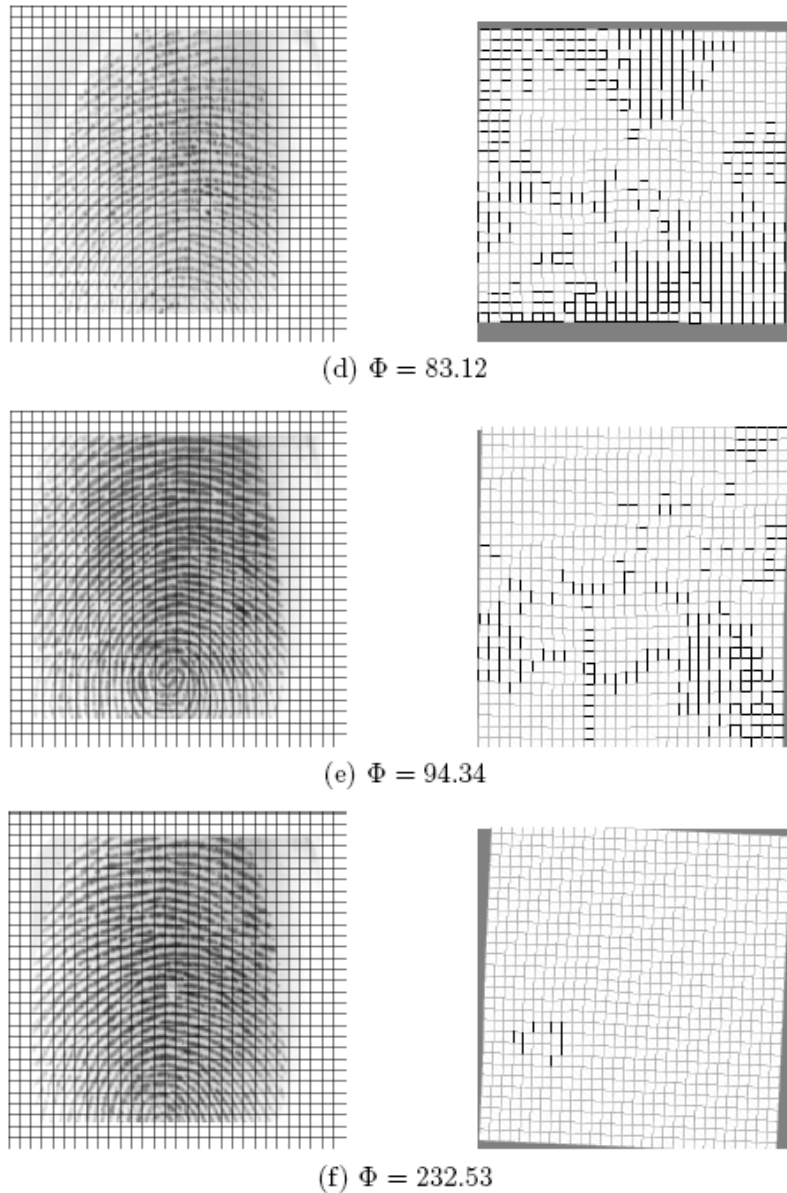 (d) Φ = 83.12
(e) Φ = 94.34
(f) Φ = 232.53